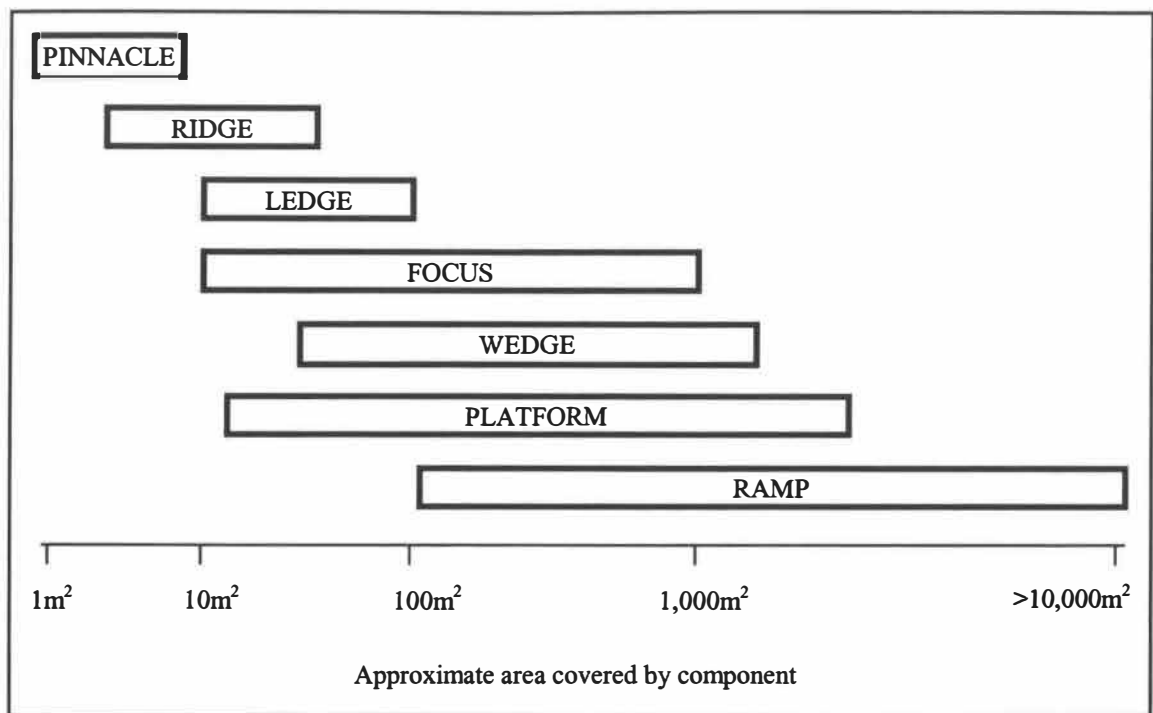 PINNACLE
RIDGE
LEDGE
FOCUS
WEDGE
PLATFORM
RAMP
1m² 10m² 100m² 1,000m² >10,000m²
Approximate area covered by component